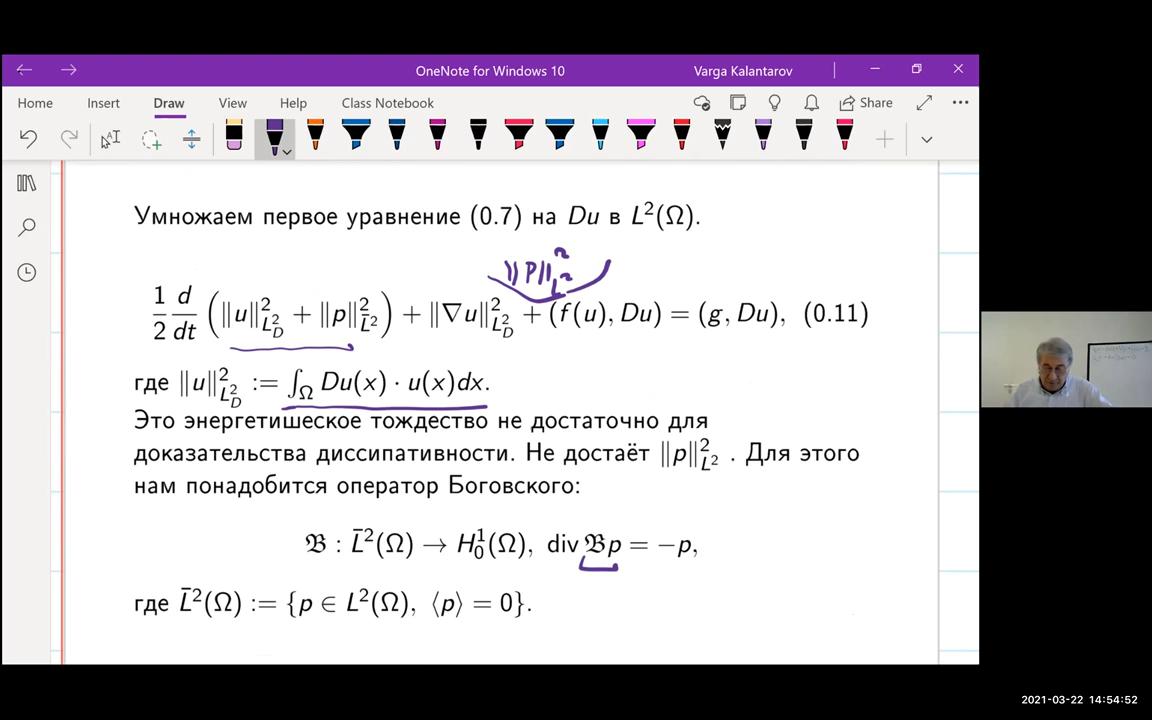 OneNote for Windows 10
Varga Kalantarov
Home Insert Draw View Help Class Notebook Share
Умножаем первое уравнение (0.7) на Du в L²(Ω).
‖P‖²_{L²}
1/2 d/dt (‖u‖²_{L²_D} + ‖p‖²_{L²}) + ‖∇u‖²_{L²_D} + (f(u), Du) = (g, Du), (0.11)
где ‖u‖²_{L²_D} := ∫_Ω Du(x) · u(x)dx.
Это энергетишеское тождество не достаточно для
доказательства диссипативности. Не достаёт ‖p‖²_{L²} . Для этого
нам понадобится оператор Боговского:
𝔅 : L̄²(Ω) → H¹₀(Ω), div 𝔅p = −p,
где L̄²(Ω) := {p ∈ L²(Ω), ⟨p⟩ = 0}.
2021-03-22 14:54:52